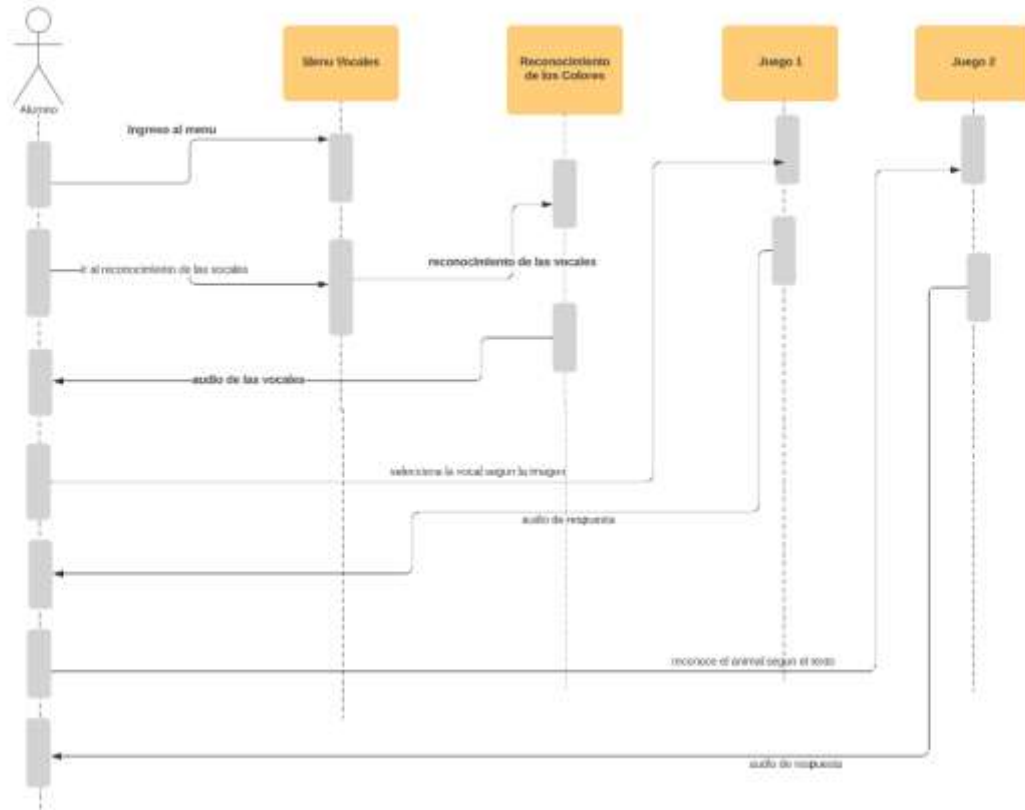 Alumno
Menu Vocales
Reconocimiento
de los Colores
Juego 1
Juego 2
Ingreso al menu
ir al reconocimiento de las vocales
reconocimiento de las vocales
audio de las vocales
selecciona la vocal segun la imagen
audio de respuesta
reconoce el animal segun el texto
audio de respuesta